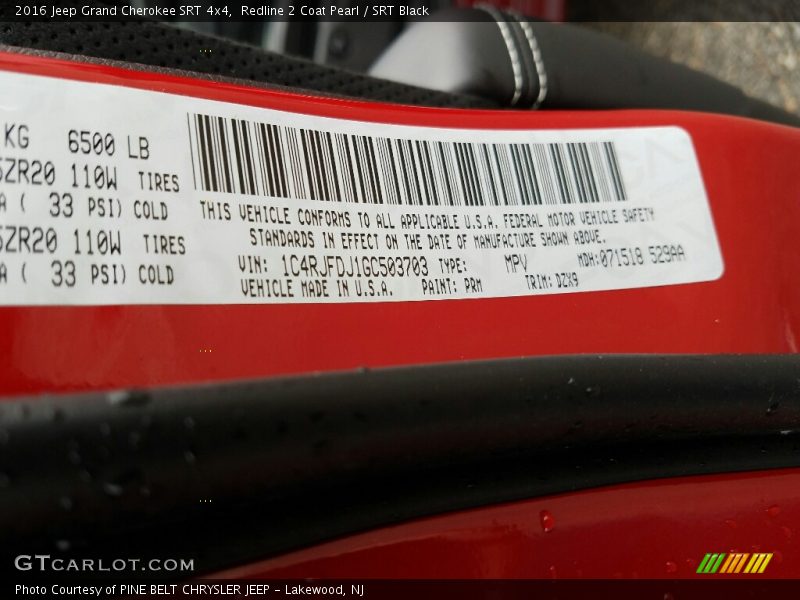 2016 Jeep Grand Cherokee SRT 4x4,  Redline 2 Coat Pearl / SRT Black
KG 6500 LB
5ZR20 110W TIRES
A ( 33 PSI) COLD
5ZR20 110W TIRES
A ( 33 PSI) COLD
THIS VEHICLE CONFORMS TO ALL APPLICABLE U.S.A. FEDERAL MOTOR VEHICLE SAFETY
STANDARDS IN EFFECT ON THE DATE OF MANUFACTURE SHOWN ABOVE.
VIN: 1C4RJFDJ1GC503703 TYPE: MPV MDH:071518 529AA
VEHICLE MADE IN U.S.A. PAINT: PRM TRIM: DZX9
GTCARLOT.COM
Photo Courtesy of PINE BELT CHRYSLER JEEP - Lakewood, NJ